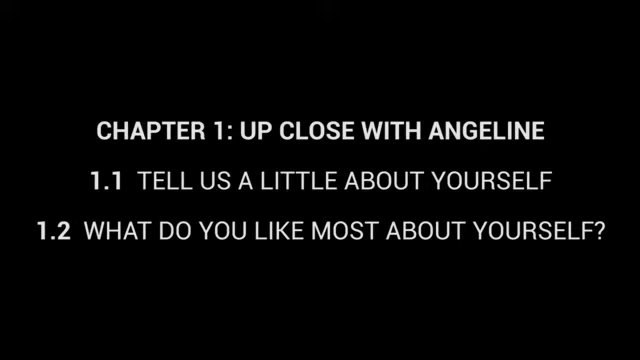 CHAPTER 1: UP CLOSE WITH ANGELINE
1.1 TELL US A LITTLE ABOUT YOURSELF
1.2 WHAT DO YOU LIKE MOST ABOUT YOURSELF?